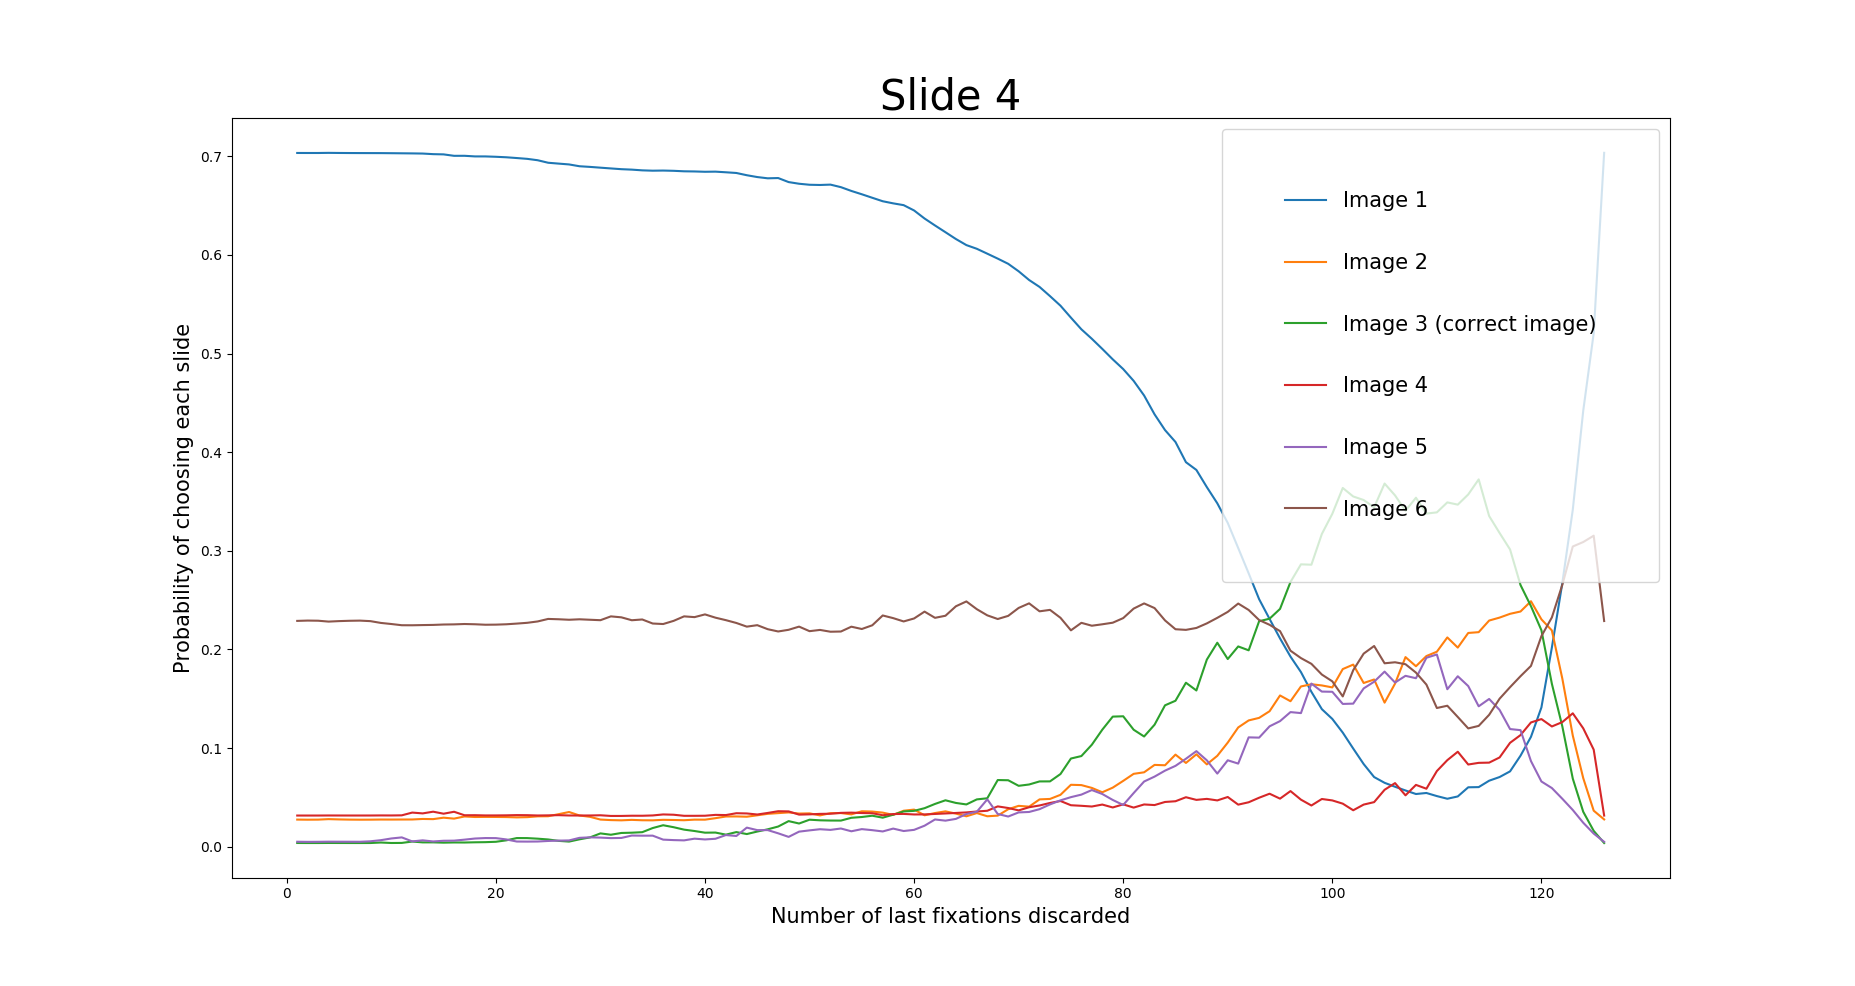 Slide 4
Probability of choosing each slide
0.7
0.6
0.5
0.4
0.3
0.2
0.1
0.0
Image 1
Image 2
Image 3 (correct image)
Image 4
Image 5
Image 6
0 20 40 60 80 100 120
Number of last fixations discarded